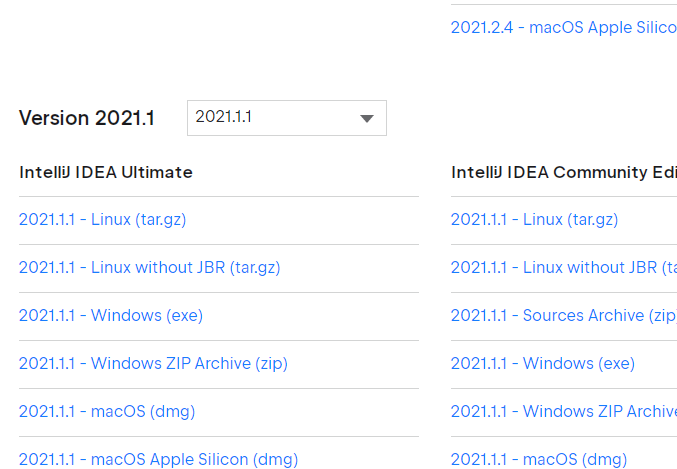 2021.2.4 - macOS Apple
Version 2021.1
2021.1.1
IntelliJ IDEA Ultimate
2021.1.1 - Linux (tar.gz)
2021.1.1 - Linux without JBR (tar.gz)
2021.1.1 - Windows (exe)
2021.1.1 - Windows ZIP Archive (zip)
2021.1.1 - macOS (dmg)
2021.1.1 - macOS Apple Silicon (dmg)
IntelliJ IDEA Community
2021.1.1 - Linux (tar.gz)
2021.1.1 - Linux without JBR
2021.1.1 - Sources Archive (zip
2021.1.1 - Windows (exe)
2021.1.1 - Windows ZIP Archive
2021.1.1 - macOS (dmg)